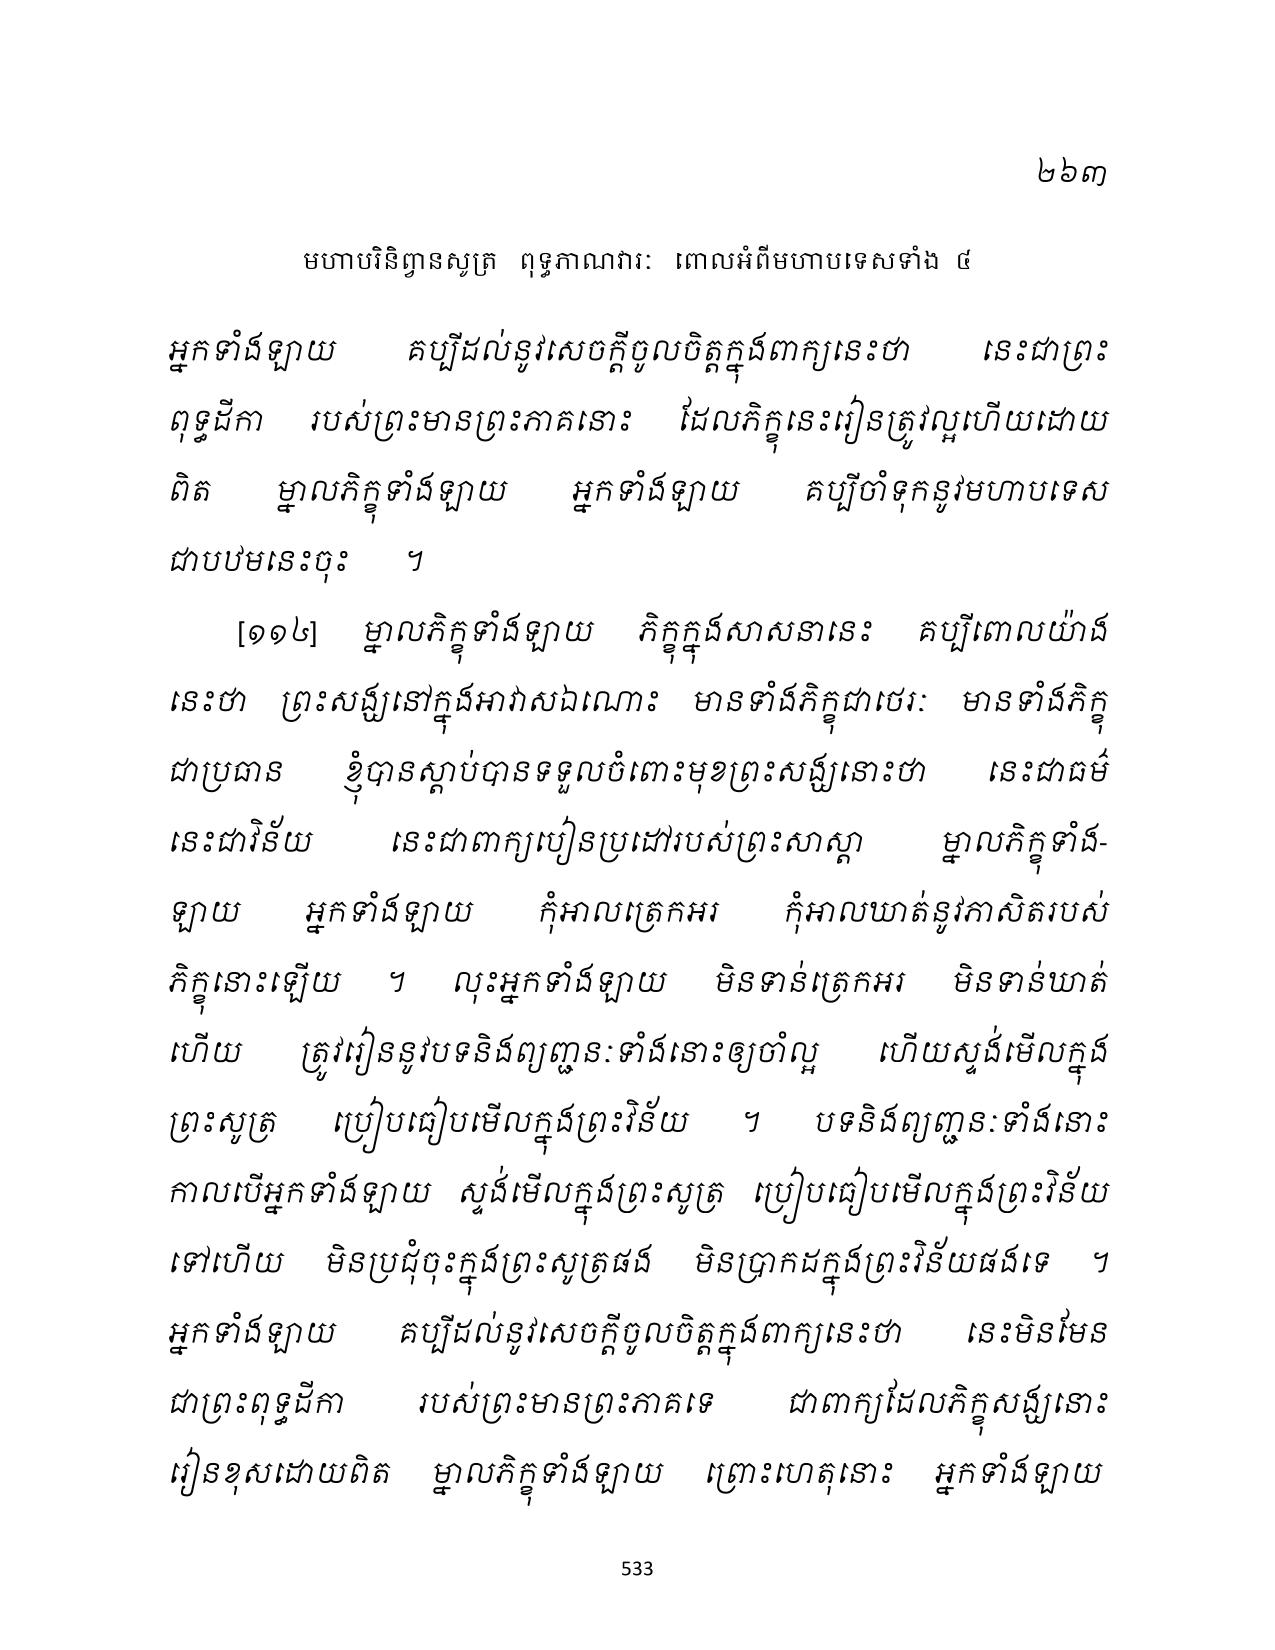 ២៦៣
មហាបរិនិព្វានសូត្រ ពុទ្ធភាណវារៈ ពោលអំពីមហាបទេសទាំង ៤
អ្នកទាំងឡាយ គប្បីដល់នូវសេចក្តីចូលចិត្តក្នុងពាក្យនេះថា នេះជាព្រះ
ពុទ្ធដីកា របស់ព្រះមានព្រះភាគនោះ ដែលភិក្ខុនេះរៀនត្រូវល្អហើយដោយ
ពិត ម្នាលភិក្ខុទាំងឡាយ អ្នកទាំងឡាយ គប្បីចាំទុកនូវមហាបទេស
ជាបឋមនេះចុះ ។
[១១៤] ម្នាលភិក្ខុទាំងឡាយ ភិក្ខុក្នុងសាសនានេះ គប្បីពោលយ៉ាង
នេះថា ព្រះសង្ឃនៅក្នុងអាវាសឯណោះ មានទាំងភិក្ខុជាថេរៈ មានទាំងភិក្ខុ
ជាប្រធាន ខ្ញុំបានស្តាប់បានទទួលចំពោះមុខព្រះសង្ឃនោះថា នេះជាធម៌
នេះជាវិន័យ នេះជាពាក្យបៀនប្រដៅរបស់ព្រះសាស្តា ម្នាលភិក្ខុទាំង-
ឡាយ អ្នកទាំងឡាយ កុំអាលត្រេកអរ កុំអាលឃាត់នូវភាសិតរបស់
ភិក្ខុនោះឡើយ ។ លុះអ្នកទាំងឡាយ មិនទាន់ត្រេកអរ មិនទាន់ឃាត់
ហើយ ត្រូវរៀននូវបទនិងព្យញ្ជនៈទាំងនោះឲ្យចាំល្អ ហើយស្ទង់មើលក្នុង
ព្រះសូត្រ ប្រៀបធៀបមើលក្នុងព្រះវិន័យ ។ បទនិងព្យញ្ជនៈទាំងនោះ
កាលបើអ្នកទាំងឡាយ ស្ទង់មើលក្នុងព្រះសូត្រ ប្រៀបធៀបមើលក្នុងព្រះវិន័យ
ទៅហើយ មិនប្រជុំចុះក្នុងព្រះសូត្រផង មិនប្រាកដក្នុងព្រះវិន័យផងទេ ។
អ្នកទាំងឡាយ គប្បីដល់នូវសេចក្តីចូលចិត្តក្នុងពាក្យនេះថា នេះមិនមែន
ជាព្រះពុទ្ធដីកា របស់ព្រះមានព្រះភាគទេ ជាពាក្យដែលភិក្ខុសង្ឃនោះ
រៀនខុសដោយពិត ម្នាលភិក្ខុទាំងឡាយ ព្រោះហេតុនោះ អ្នកទាំងឡាយ
533